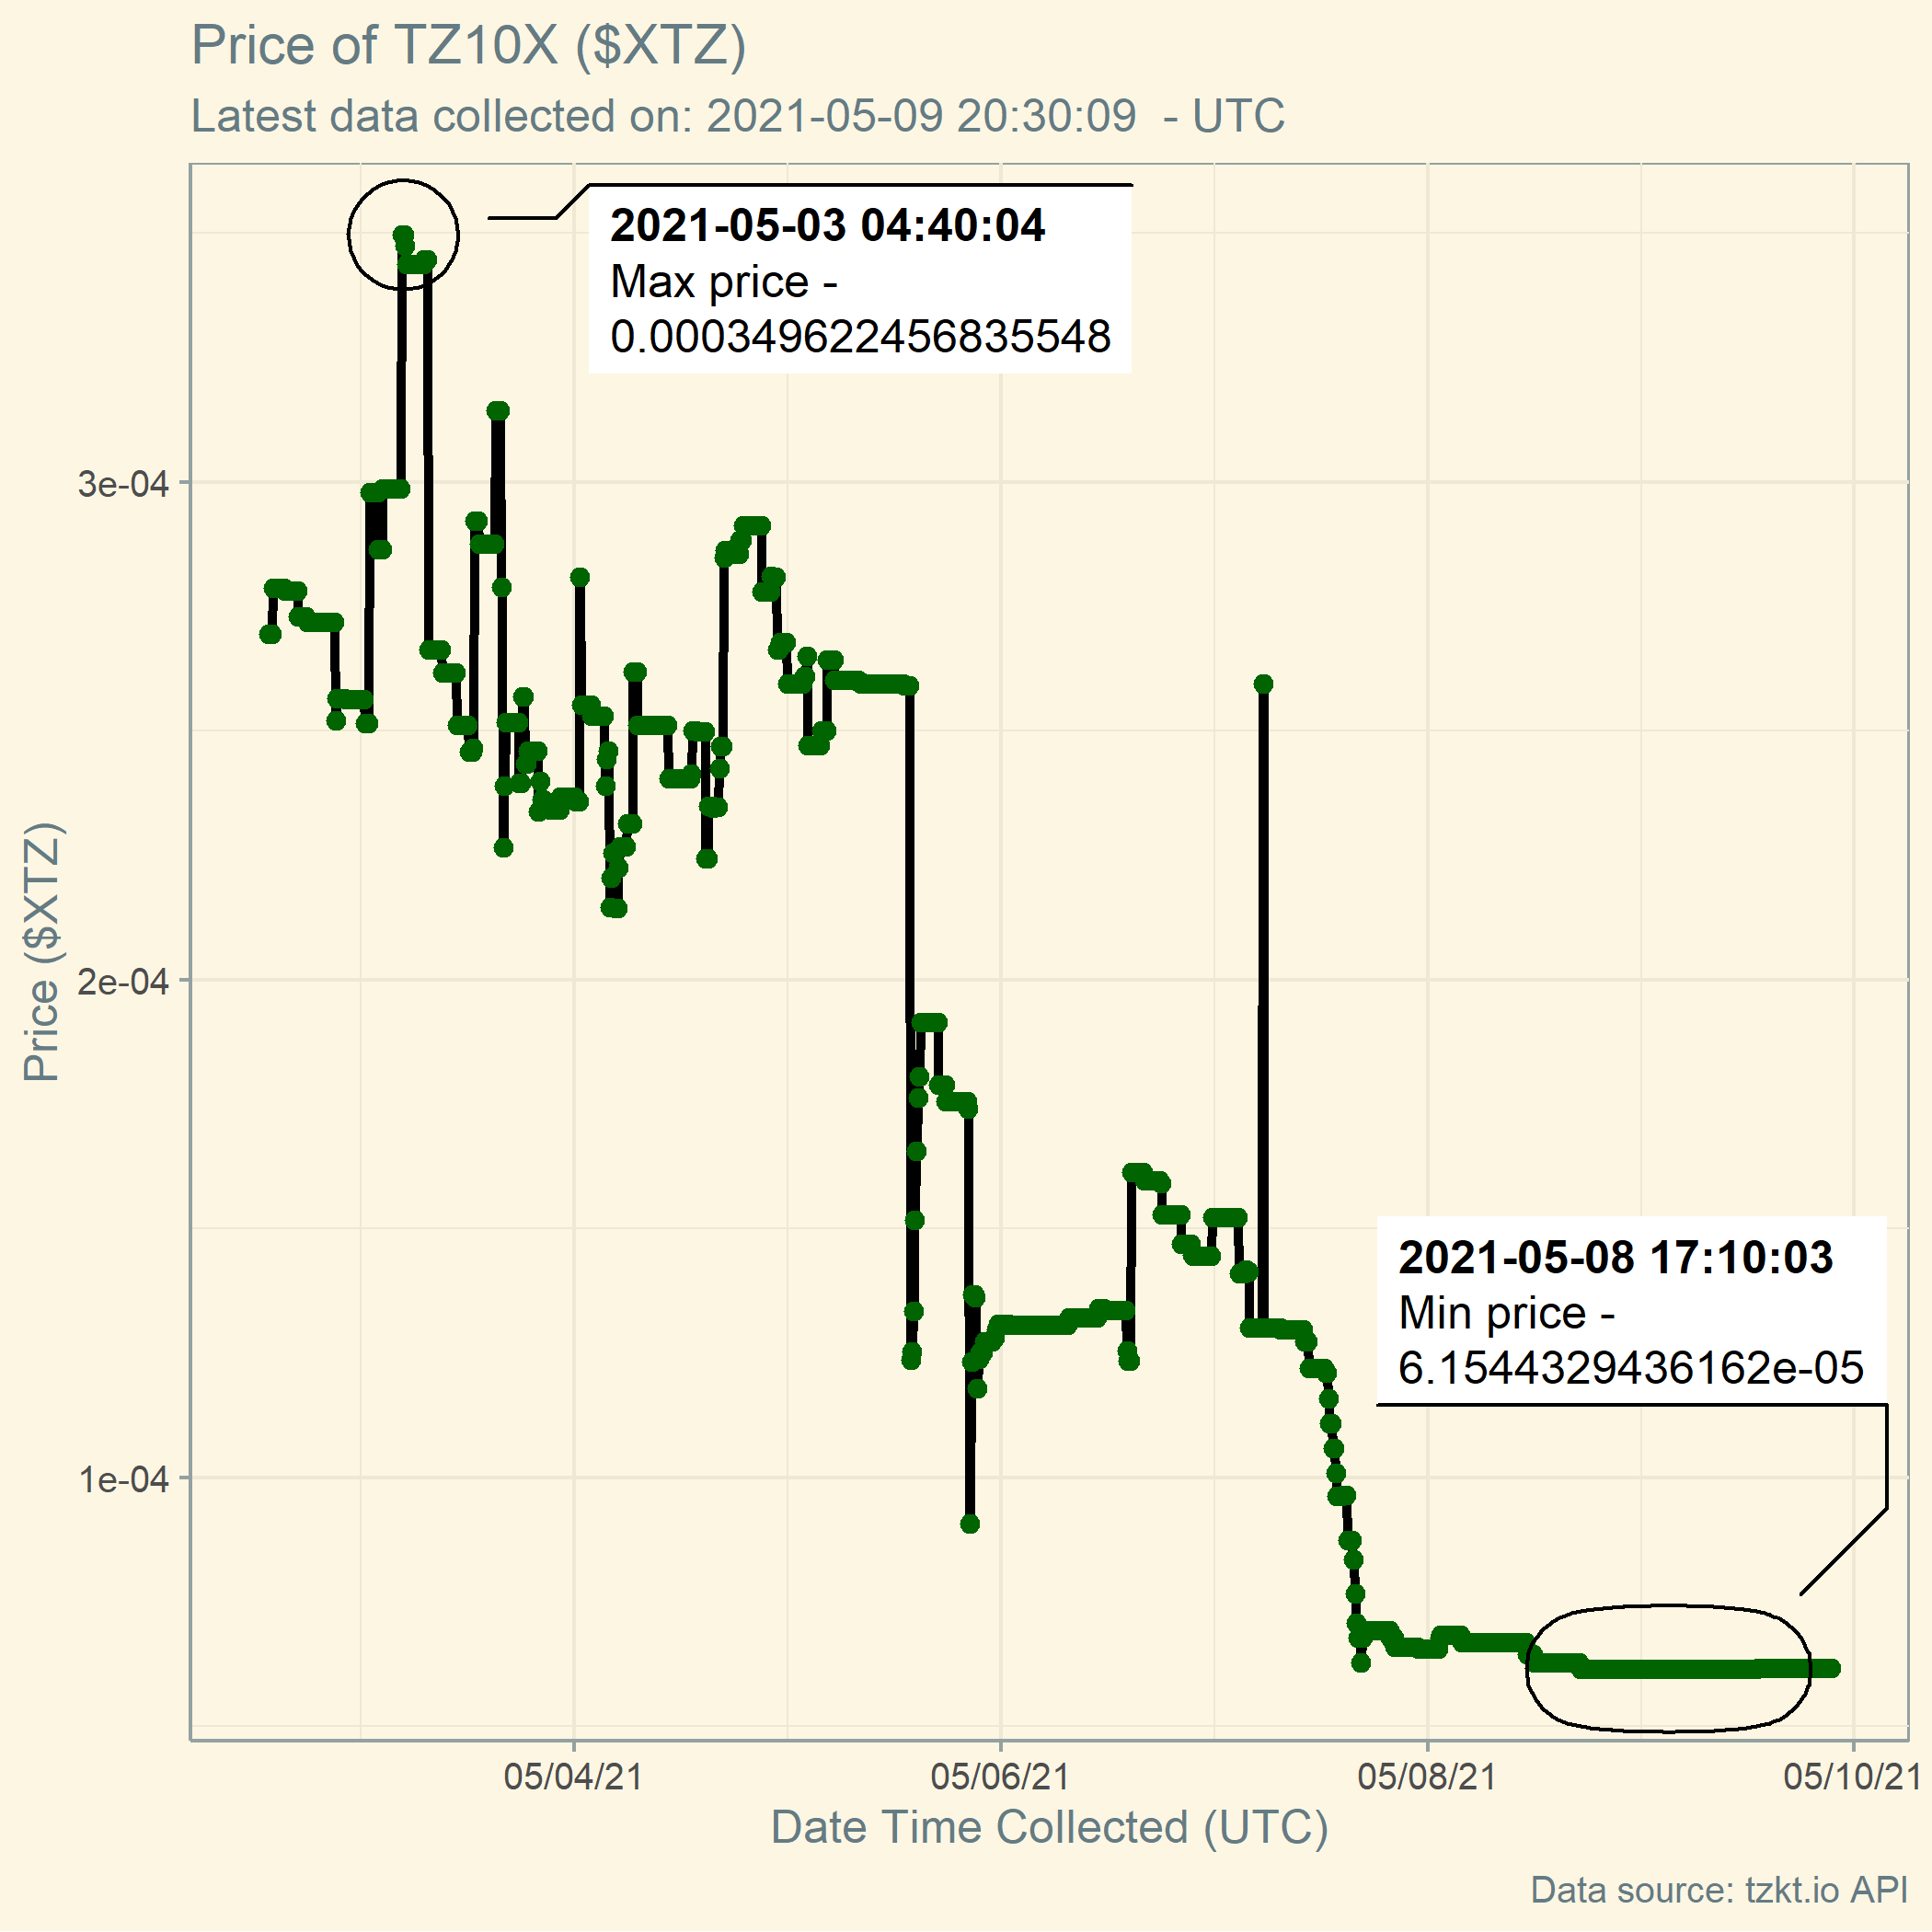 Price of TZ10X ($XTZ)
Latest data collected on: 2021-05-09 20:30:09  - UTC
2021-05-03 04:40:04
Max price -
0.000349622456835548
3e-04
2e-04
1e-04
Price ($XTZ)
2021-05-08 17:10:03
Min price -
6.1544329436162e-05
05/04/21
05/06/21
05/08/21
05/10/21
Date Time Collected (UTC)
Data source: tzkt.io API